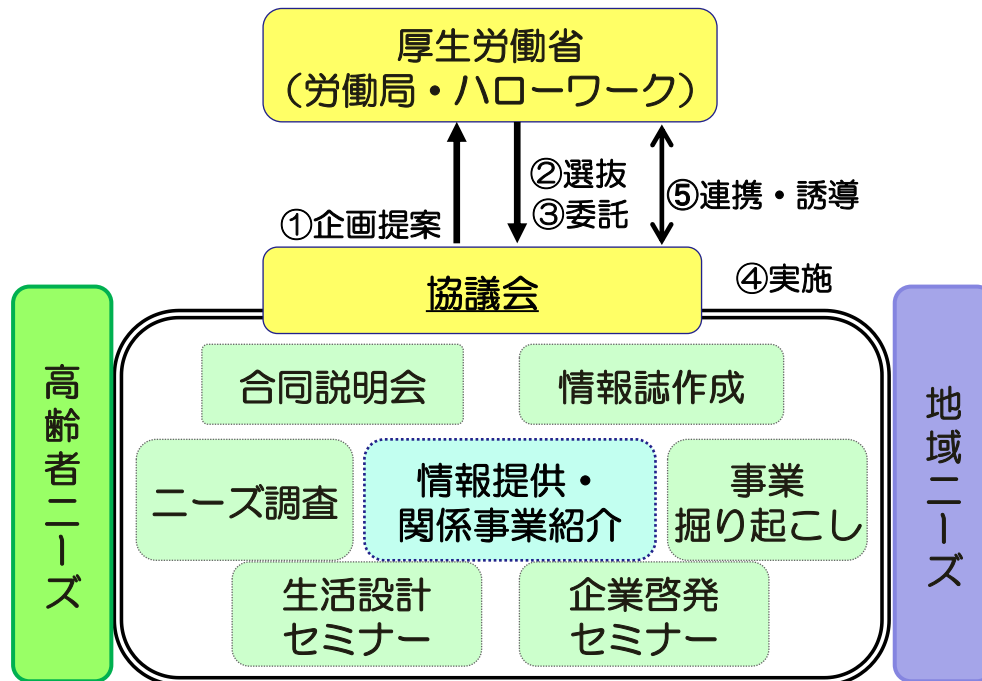 厚生労働省
（労働局・ハローワーク）
①企画提案
②選抜
③委託
⑤連携・誘導
協議会
④実施
高齢者ニーズ
合同説明会
情報誌作成
ニーズ調査
情報提供・
関係事業紹介
事業
掘り起こし
生活設計
セミナー
企業啓発
セミナー
地域ニーズ